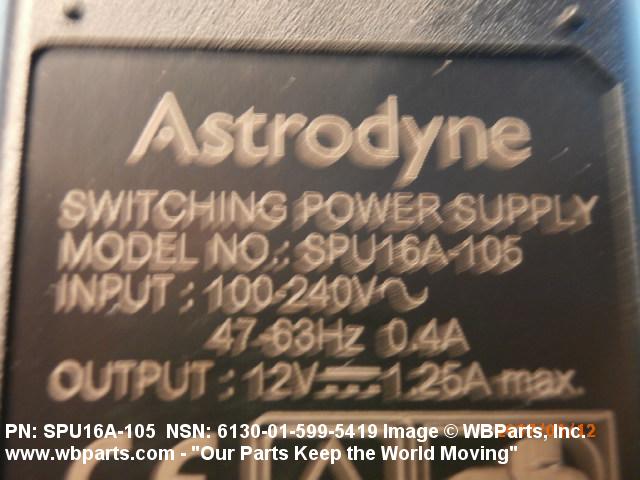 Astrodyne
SWITCHING POWER SUPPLY
MODEL NO.: SPU16A-105
INPUT : 100-240V~
47-63Hz 0.4A
OUTPUT : 12V⎓1.25A max.
PN: SPU16A-105 NSN: 6130-01-599-5419 Image © WBParts, Inc.
www.wbparts.com - "Our Parts Keep the World Moving"